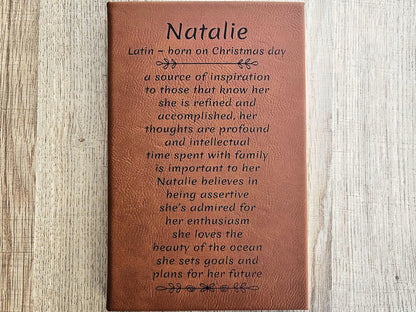 Natalie
Latin – born on Christmas day
a source of inspiration
to those that know her
she is refined and
accomplished, her
thoughts are profound
and intellectual
time spent with family
is important to her
Natalie believes in
being assertive
she's admired for
her enthusiasm
she loves the
beauty of the ocean
she sets goals and
plans for her future